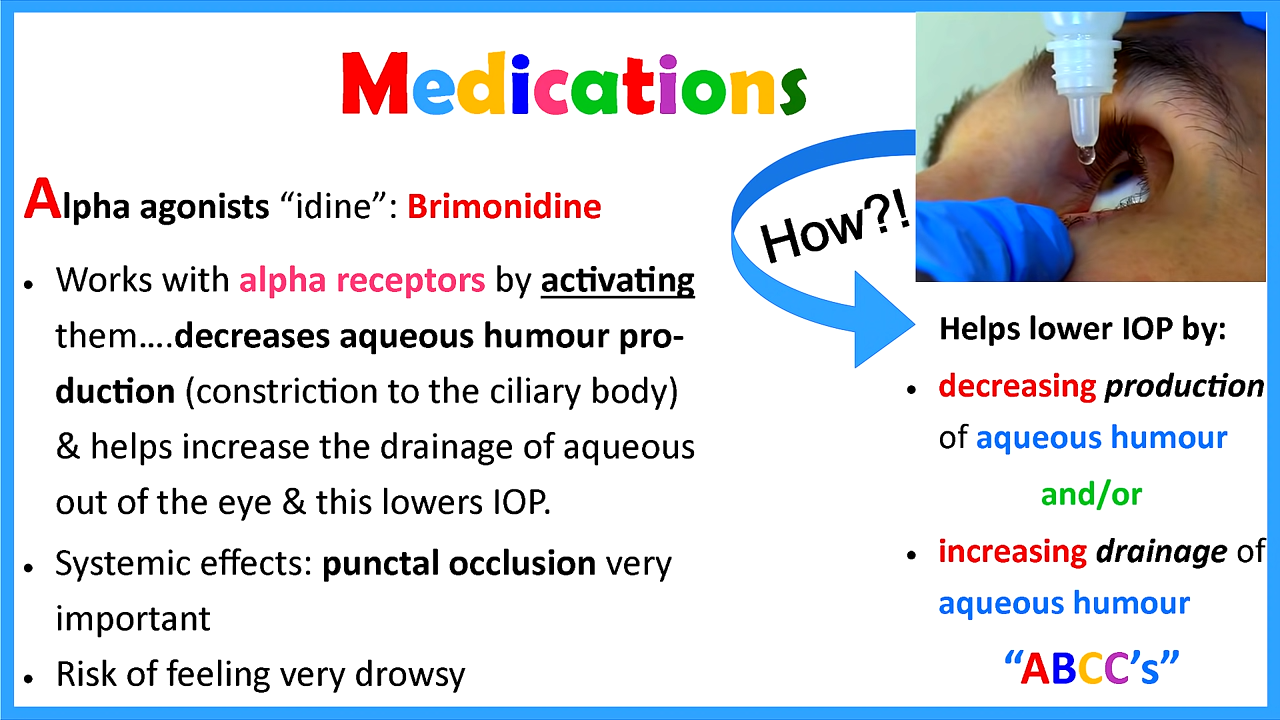 Medications
Alpha agonists “idine”: Brimonidine
• Works with alpha receptors by activating
them....decreases aqueous humour pro-
duction (constriction to the ciliary body)
& helps increase the drainage of aqueous
out of the eye & this lowers IOP.
• Systemic effects: punctal occlusion very
important
• Risk of feeling very drowsy
How?!
Helps lower IOP by:
• decreasing production
of aqueous humour
and/or
• increasing drainage of
aqueous humour
“ABCC’s”